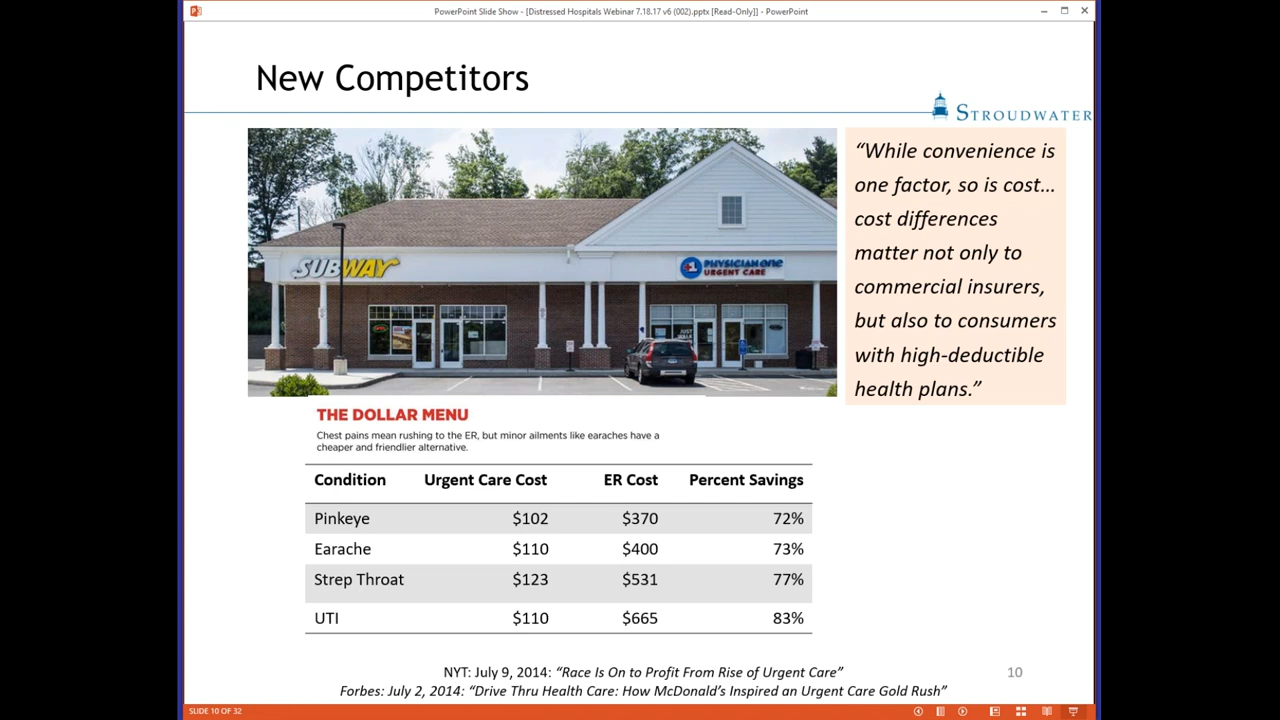 PowerPoint Slide Show - [Distressed Hospitals Webinar 7.18.17 v6 (002).pptx [Read-Only]] - PowerPoint
New Competitors
STROUDWATER
SUBWAY
PHYSICIANONE
URGENT CARE
JUST
WALK
“While convenience is
one factor, so is cost…
cost differences
matter not only to
commercial insurers,
but also to consumers
with high-deductible
health plans.”
THE DOLLAR MENU
Chest pains mean rushing to the ER, but minor ailments like earaches have a
cheaper and friendlier alternative.
Condition Urgent Care Cost ER Cost Percent Savings
Pinkeye $102 $370 72%
Earache $110 $400 73%
Strep Throat $123 $531 77%
UTI $110 $665 83%
NYT: July 9, 2014: “Race Is On to Profit From Rise of Urgent Care”
10
Forbes: July 2, 2014: “Drive Thru Health Care: How McDonald’s Inspired an Urgent Care Gold Rush”
SLIDE 10 OF 32